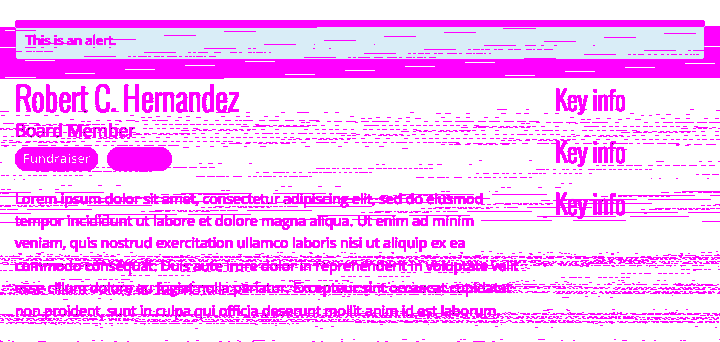 This is an alert.
Robert C. Hernandez
Board Member
Fundraiser
Lorem ipsum dolor sit amet, consectetur adipiscing elit, sed do eiusmod
tempor incididunt ut labore et dolore magna aliqua. Ut enim ad minim
veniam, quis nostrud exercitation ullamco laboris nisi ut aliquip ex ea
commodo consequat. Duis aute irure dolor in reprehenderit in voluptate velit
esse cillum dolore eu fugiat nulla pariatur. Excepteur sint occaecat cupidatat
non proident, sunt in culpa qui officia deserunt mollit anim id est laborum.
Key info
Key info
Key info